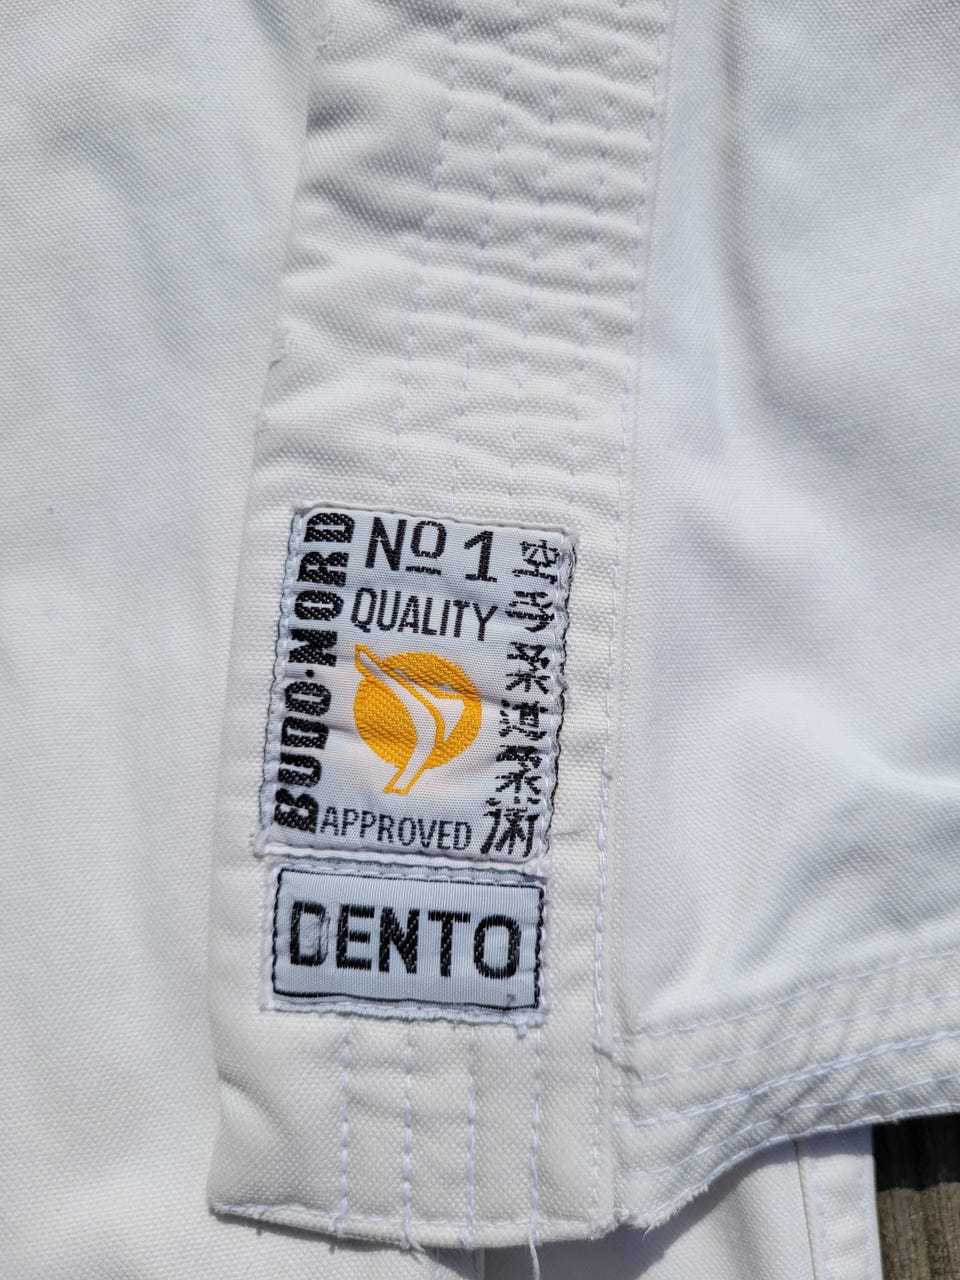 BUDO·NORD
Nº 1
QUALITY
APPROVED
空手柔道柔術
DENTO